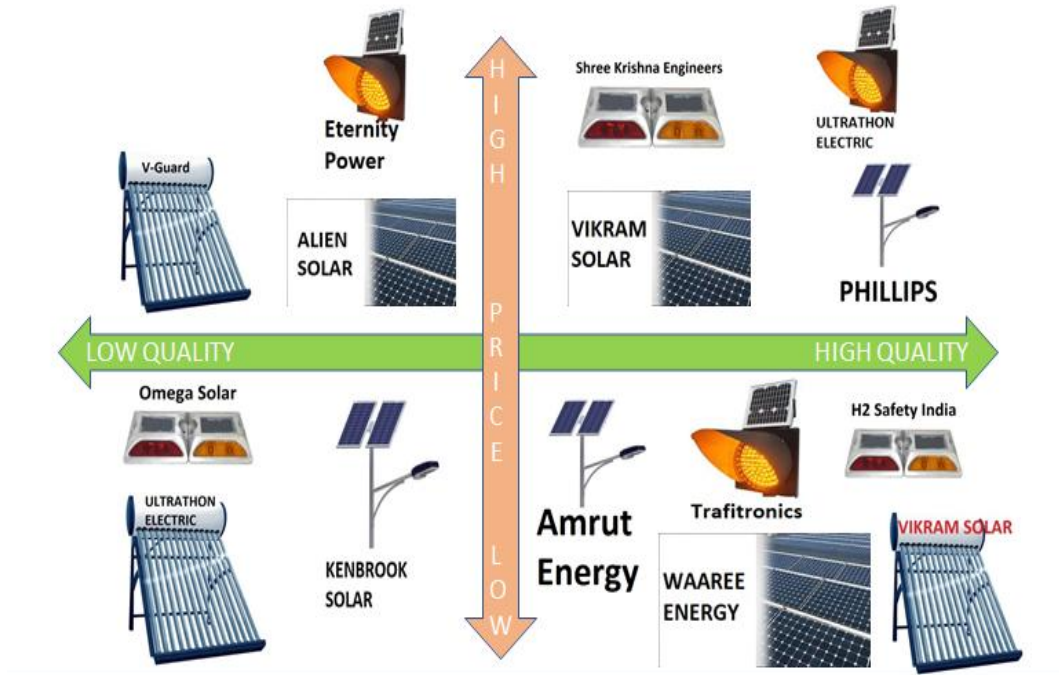 Eternity
Power
HIGH PRICE LOW
Shree Krishna Engineers
ULTRATHON
ELECTRIC
V-Guard
ALIEN
SOLAR
VIKRAM
SOLAR
PHILLIPS
LOW QUALITY
HIGH QUALITY
Omega Solar
H2 Safety India
ULTRATHON
ELECTRIC
KENBROOK
SOLAR
Amrut
Energy
Trafitronics
WAAREE
ENERGY
VIKRAM SOLAR